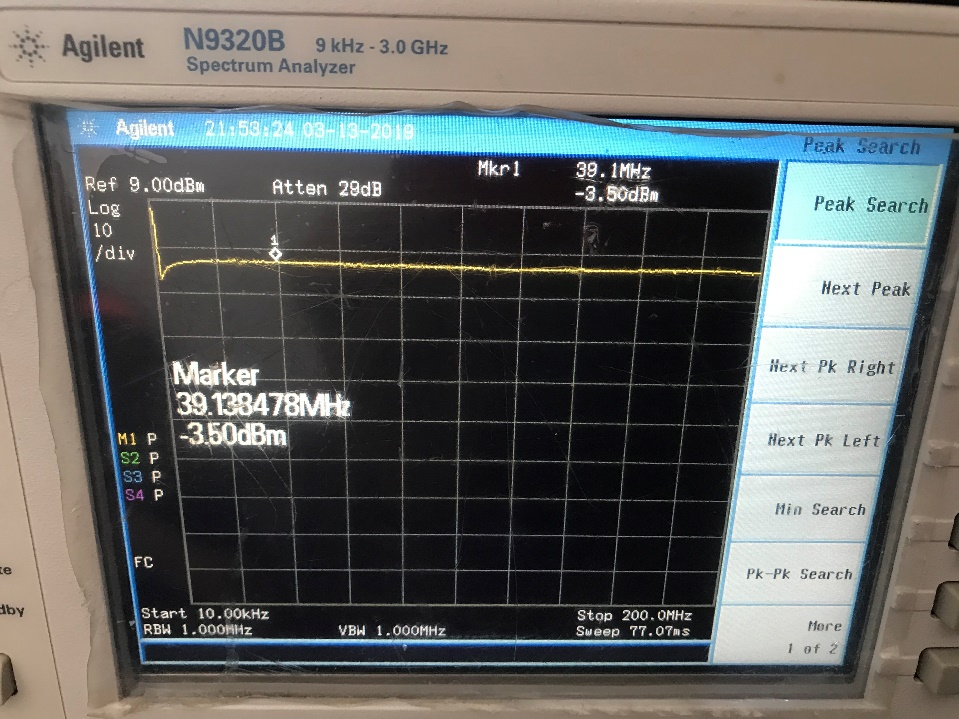 Agilent N9320B 9 kHz - 3.0 GHz
Spectrum Analyzer
Agilent 21:53:24 03-13-2019
Peak Search
Mkr1 39.1MHz
Ref 9.00dBm Atten 29dB -3.50dBm
Log
10
/div
1
Peak Search
Next Peak
Next Pk Right
Next Pk Left
Min Search
Pk-Pk Search
More
1 of 2
Marker
39.138478MHz
-3.50dBm
M1 P
S2 P
S3 P
S4 P
FC
Start 10.00kHz Stop 200.0MHz
RBW 1.000MHz VBW 1.000MHz Sweep 77.07ms